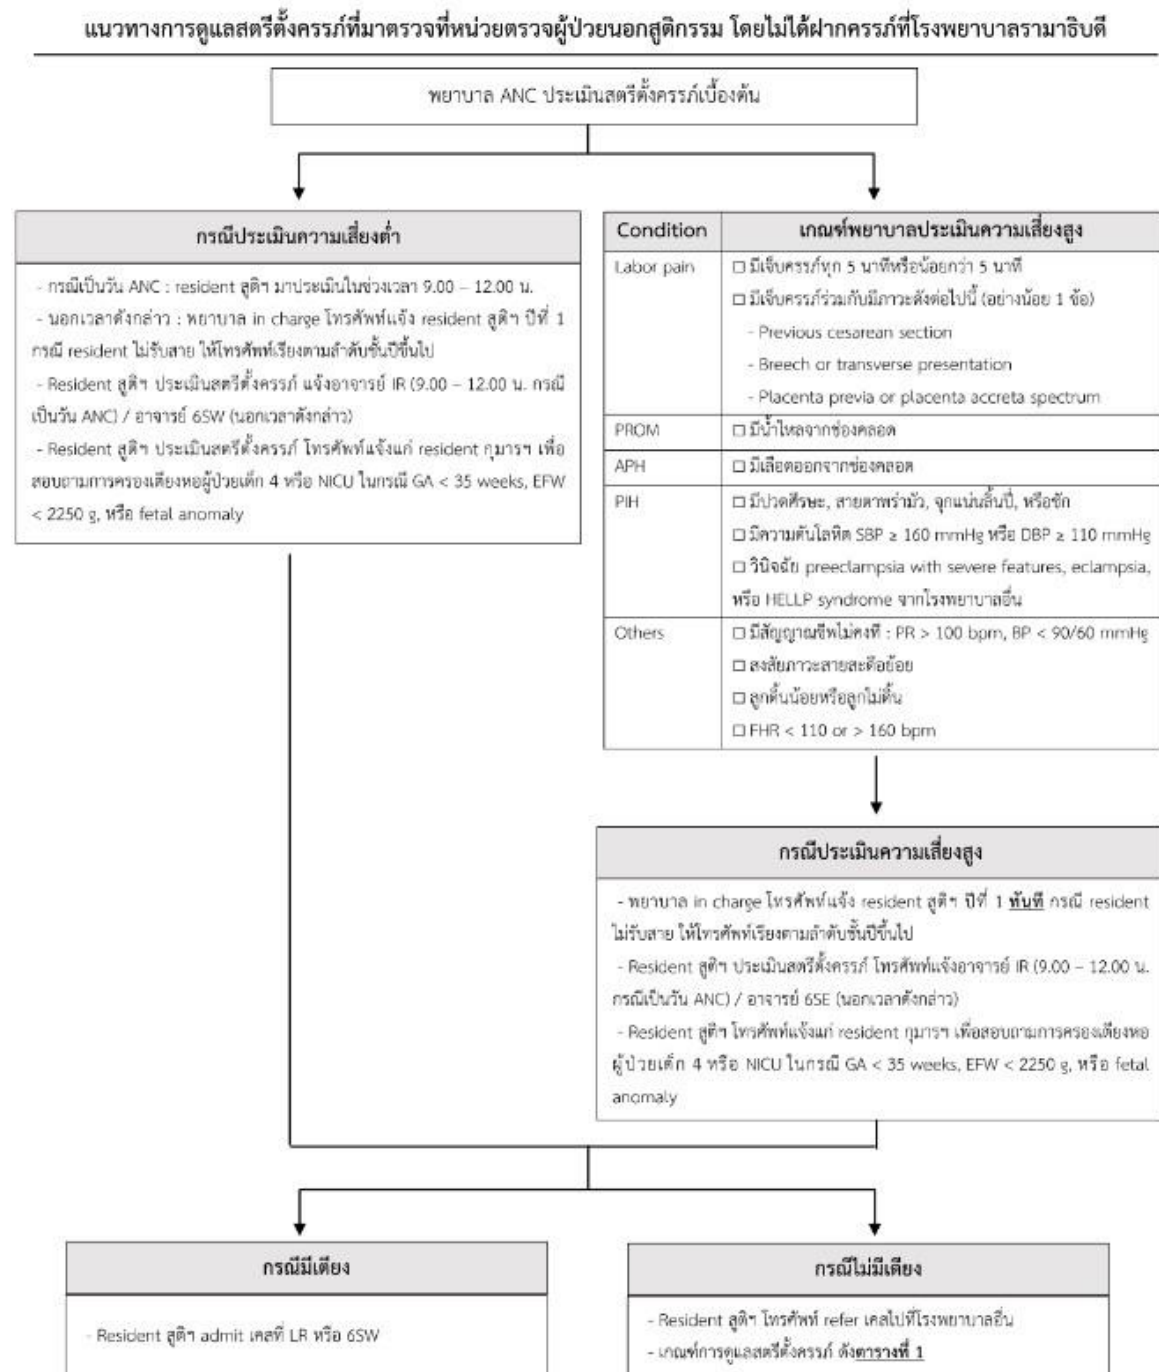 แนวทางการดูแลสตรีตั้งครรภ์ที่มาตรวจที่หน่วยตรวจผู้ป่วยนอกสูติกรรม โดยไม่ได้ฝากครรภ์ที่โรงพยาบาลรามาธิบดี
พยาบาล ANC ประเมินสตรีตั้งครรภ์เบื้องต้น
กรณีประเมินความเสี่ยงต่ำ
- กรณีเป็นวัน ANC : resident สูติฯ มาประเมินในช่วงเวลา 9.00 – 12.00 น.
- นอกเวลาดังกล่าว : พยาบาล in charge โทรศัพท์แจ้ง resident สูติฯ ปีที่ 1
กรณี resident ไม่รับสาย ให้โทรศัพท์เรียงตามลำดับชั้นปีขึ้นไป
- Resident สูติฯ ประเมินสตรีตั้งครรภ์ แจ้งอาจารย์ IR (9.00 – 12.00 น. กรณี
เป็นวัน ANC) / อาจารย์ 6SW (นอกเวลาดังกล่าว)
- Resident สูติฯ ประเมินสตรีตั้งครรภ์ โทรศัพท์แจ้งแก่ resident กุมารฯ เพื่อ
สอบถามการครองเตียงหอผู้ป่วยเด็ก 4 หรือ NICU ในกรณี GA < 35 weeks, EFW
< 2250 g, หรือ fetal anomaly
Condition เกณฑ์พยาบาลประเมินความเสี่ยงสูง
Labor pain □ มีเจ็บครรภ์ทุก 5 นาทีหรือน้อยกว่า 5 นาที
□ มีเจ็บครรภ์ร่วมกับมีภาวะดังต่อไปนี้ (อย่างน้อย 1 ข้อ)
- Previous cesarean section
- Breech or transverse presentation
- Placenta previa or placenta accreta spectrum
PROM □ มีน้ำไหลจากช่องคลอด
APH □ มีเลือดออกจากช่องคลอด
PIH □ มีปวดศีรษะ, สายตาพร่ามัว, จุกแน่นลิ้นปี่, หรือชัก
□ มีความดันโลหิต SBP ≥ 160 mmHg หรือ DBP ≥ 110 mmHg
□ วินิจฉัย preeclampsia with severe features, eclampsia,
หรือ HELLP syndrome จากโรงพยาบาลอื่น
Others □ มีสัญญาณชีพไม่คงที่ : PR > 100 bpm, BP < 90/60 mmHg
□ สงสัยภาวะสายสะดือย้อย
□ ลูกดิ้นน้อยหรือลูกไม่ดิ้น
□ FHR < 110 or > 160 bpm
กรณีประเมินความเสี่ยงสูง
- พยาบาล in charge โทรศัพท์แจ้ง resident สูติฯ ปีที่ 1 ทันที กรณี resident
ไม่รับสาย ให้โทรศัพท์เรียงตามลำดับชั้นปีขึ้นไป
- Resident สูติฯ ประเมินสตรีตั้งครรภ์ โทรศัพท์แจ้งอาจารย์ IR (9.00 – 12.00 น.
กรณีเป็นวัน ANC) / อาจารย์ 6SE (นอกเวลาดังกล่าว)
- Resident สูติฯ โทรศัพท์แจ้งแก่ resident กุมารฯ เพื่อสอบถามการครองเตียงหอ
ผู้ป่วยเด็ก 4 หรือ NICU ในกรณี GA < 35 weeks, EFW < 2250 g, หรือ fetal
anomaly
กรณีมีเตียง
- Resident สูติฯ admit เคสที่ LR หรือ 6SW
กรณีไม่มีเตียง
- Resident สูติฯ โทรศัพท์ refer เคสไปที่โรงพยาบาลอื่น
- เกณฑ์การดูแลสตรีตั้งครรภ์ ดังตารางที่ 1